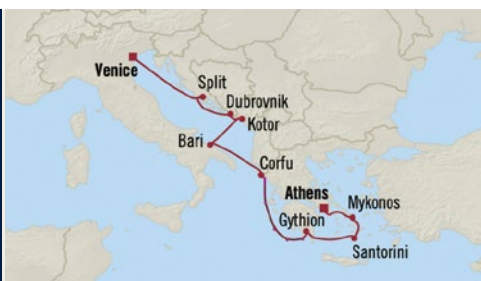 Venice
Split
Dubrovnik
Kotor
Bari
Corfu
Athens
Mykonos
Gythion
Santorini